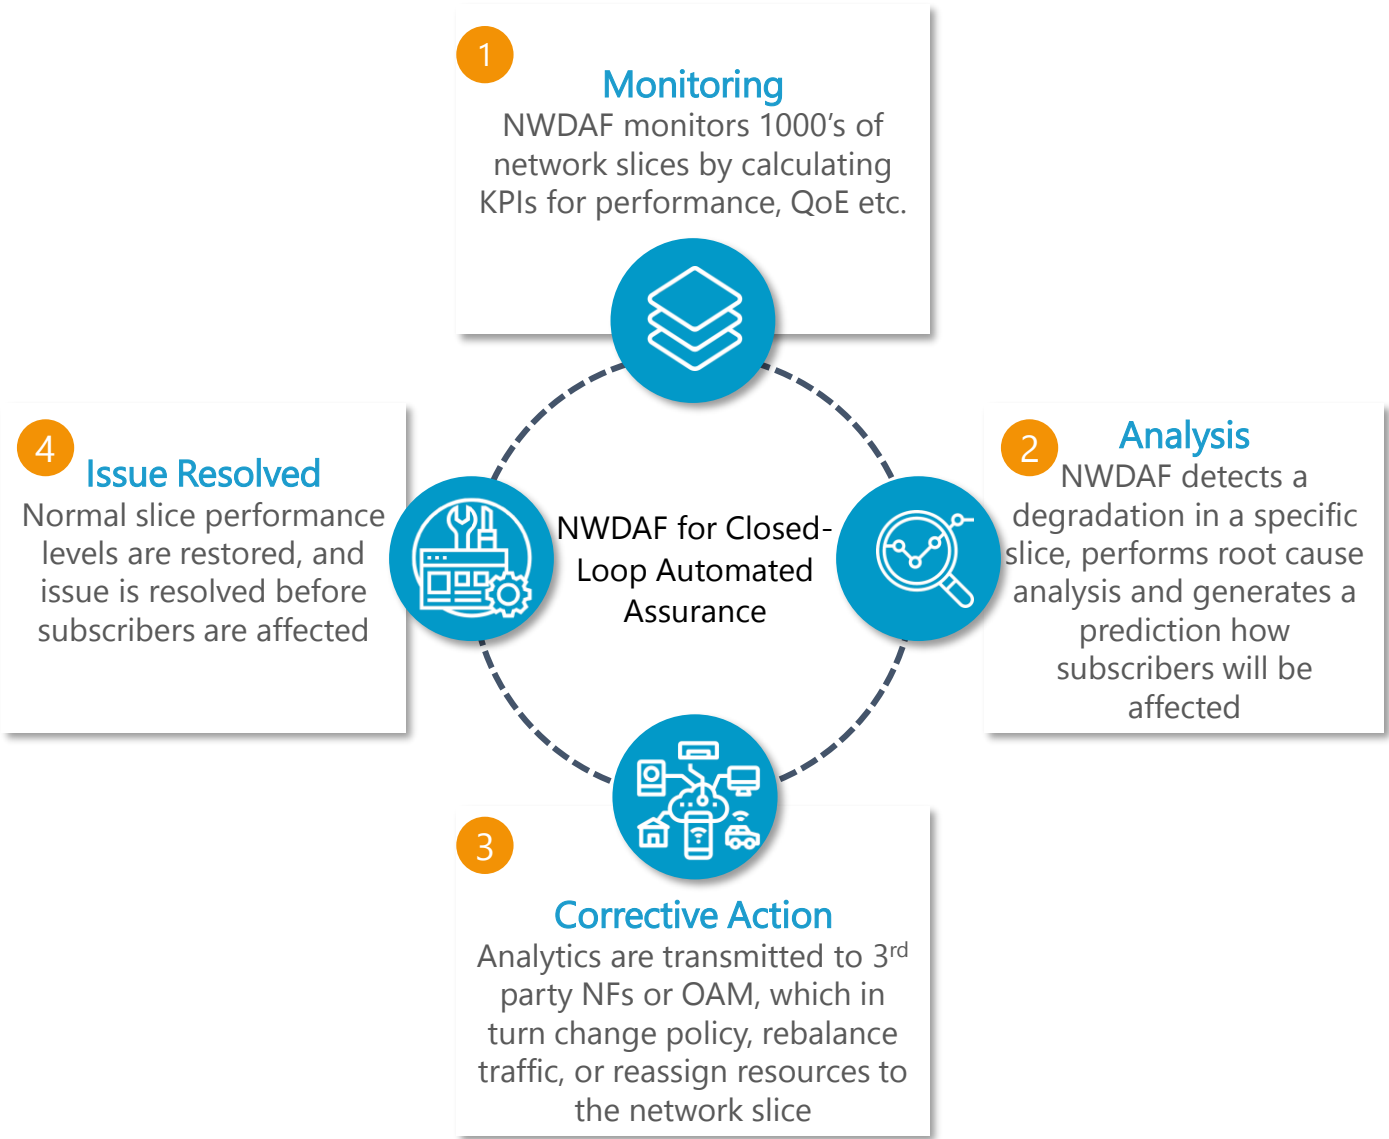 1
Monitoring
NWDAF monitors 1000’s of
network slices by calculating
KPIs for performance, QoE etc.
2
Analysis
NWDAF detects a
degradation in a specific
slice, performs root cause
analysis and generates a
prediction how
subscribers will be
affected
3
Corrective Action
Analytics are transmitted to 3rd
party NFs or OAM, which in
turn change policy, rebalance
traffic, or reassign resources to
the network slice
4
Issue Resolved
Normal slice performance
levels are restored, and
issue is resolved before
subscribers are affected
NWDAF for Closed-
Loop Automated
Assurance